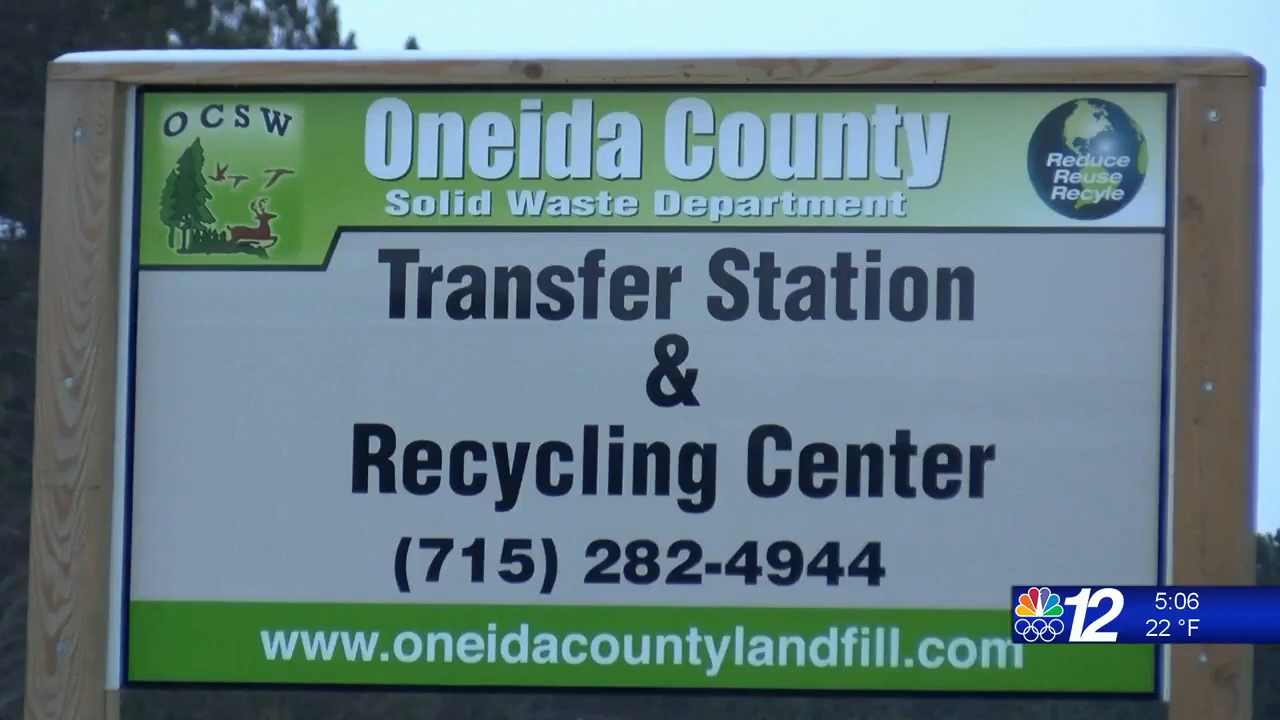 OCSW
Oneida County
Solid Waste Department
Reduce
Reuse
Recyle
Transfer Station
&
Recycling Center
(715) 282-4944
www.oneidacountylandfill.com
12
5:06
22 °F